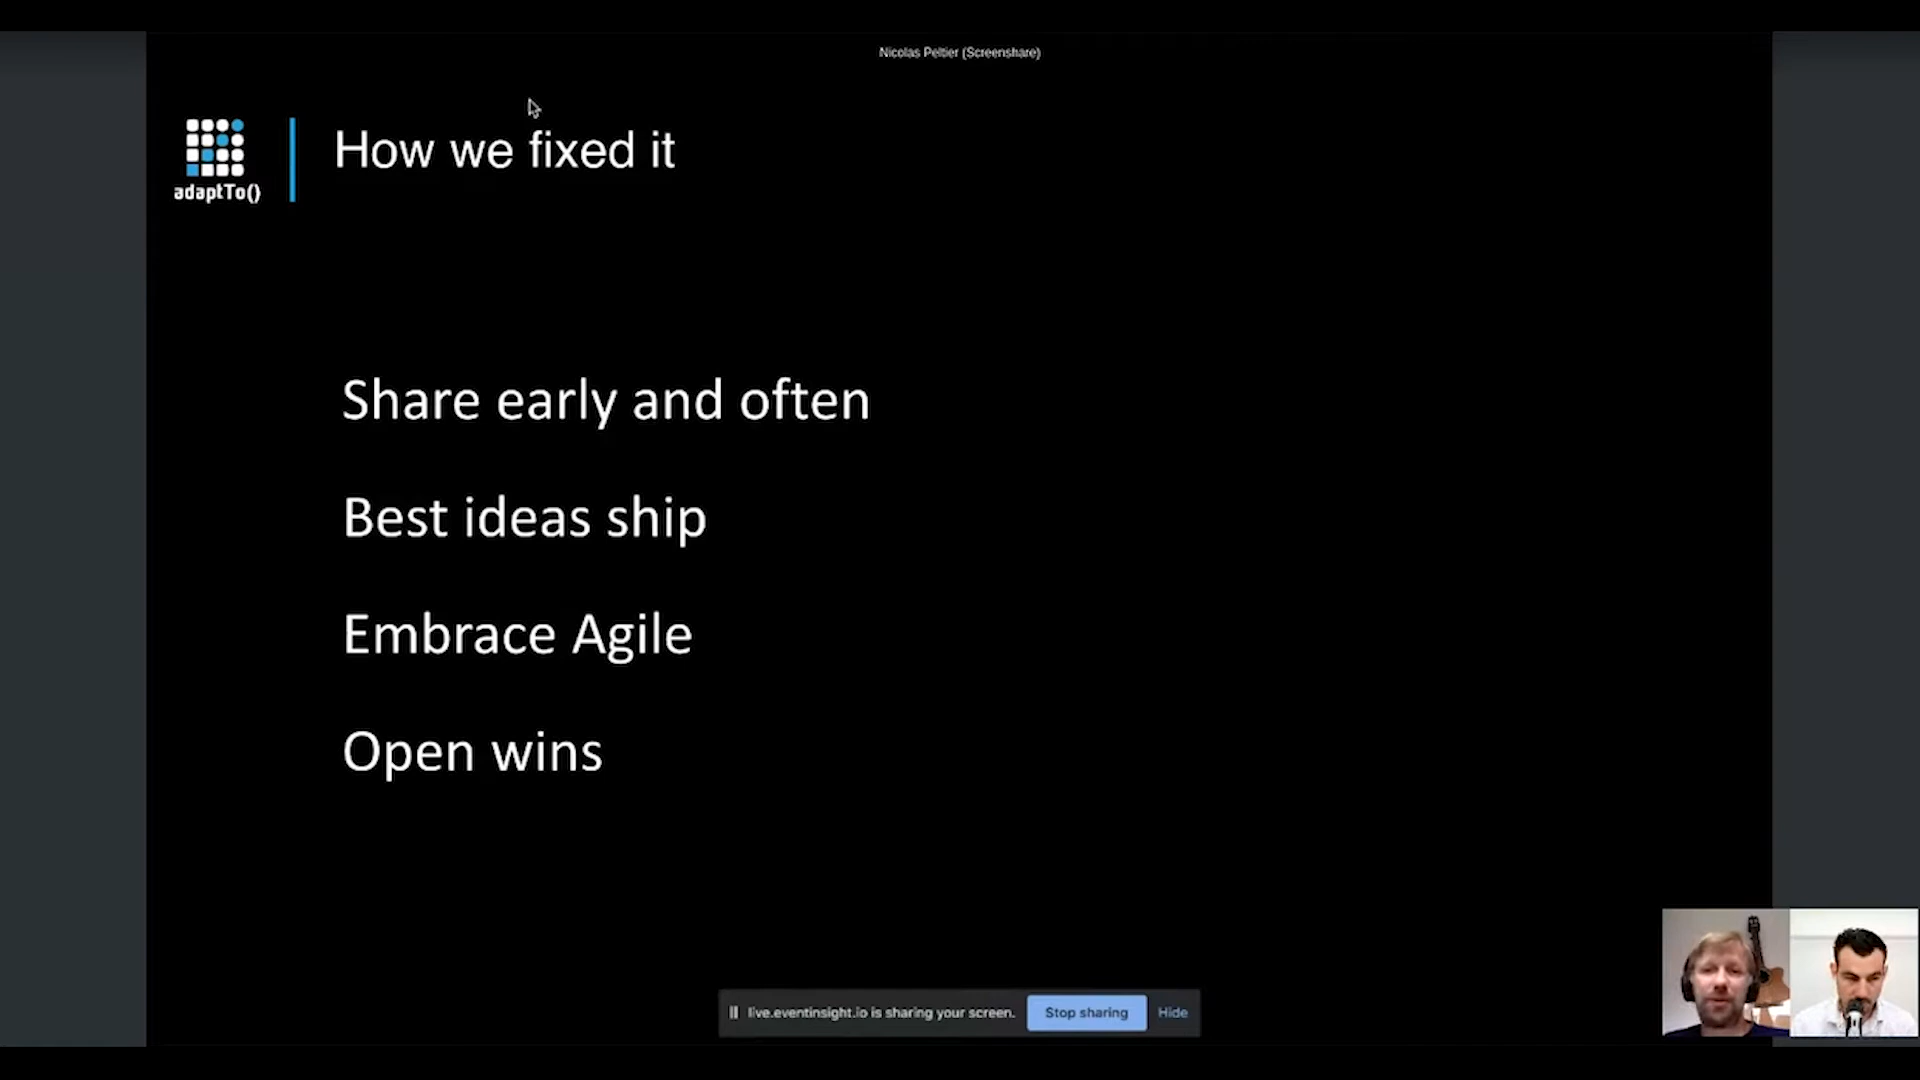 Nicolas Peltier (Screenshare)
adaptTo()
How we fixed it
Share early and often
Best ideas ship
Embrace Agile
Open wins
live.eventinsight.io is sharing your screen.
Stop sharing
Hide